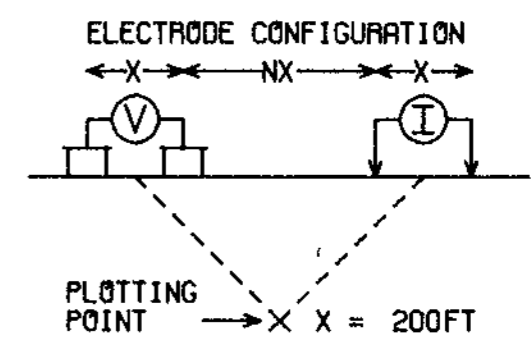 ELECTRODE CONFIGURATION
X NX X
V I
PLOTTING
POINT X X = 200FT